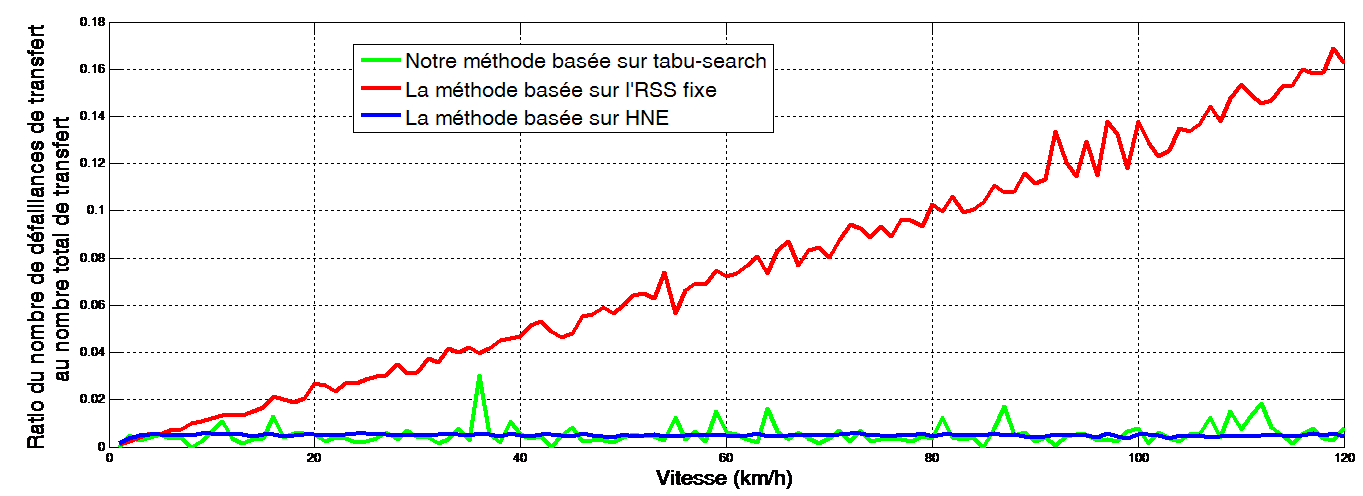 Ratio du nombre de défaillances de transfert
au nombre total de transfert
0.18
0.16
0.14
0.12
0.1
0.08
0.06
0.04
0.02
0
Notre méthode basée sur tabu-search
La méthode basée sur l'RSS fixe
La méthode basée sur HNE
0
20
40
60
80
100
120
Vitesse (km/h)